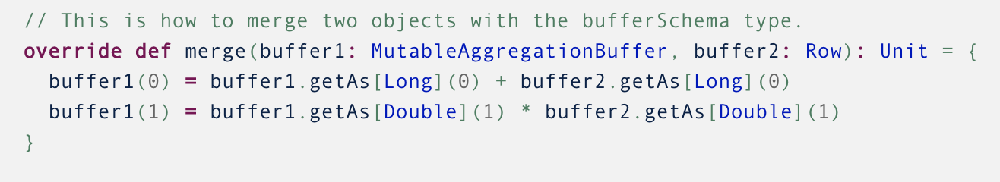 // This is how to merge two objects with the bufferSchema type.
override def merge(buffer1: MutableAggregationBuffer, buffer2: Row): Unit = {
  buffer1(0) = buffer1.getAs[Long](0) + buffer2.getAs[Long](0)
  buffer1(1) = buffer1.getAs[Double](1) * buffer2.getAs[Double](1)
}